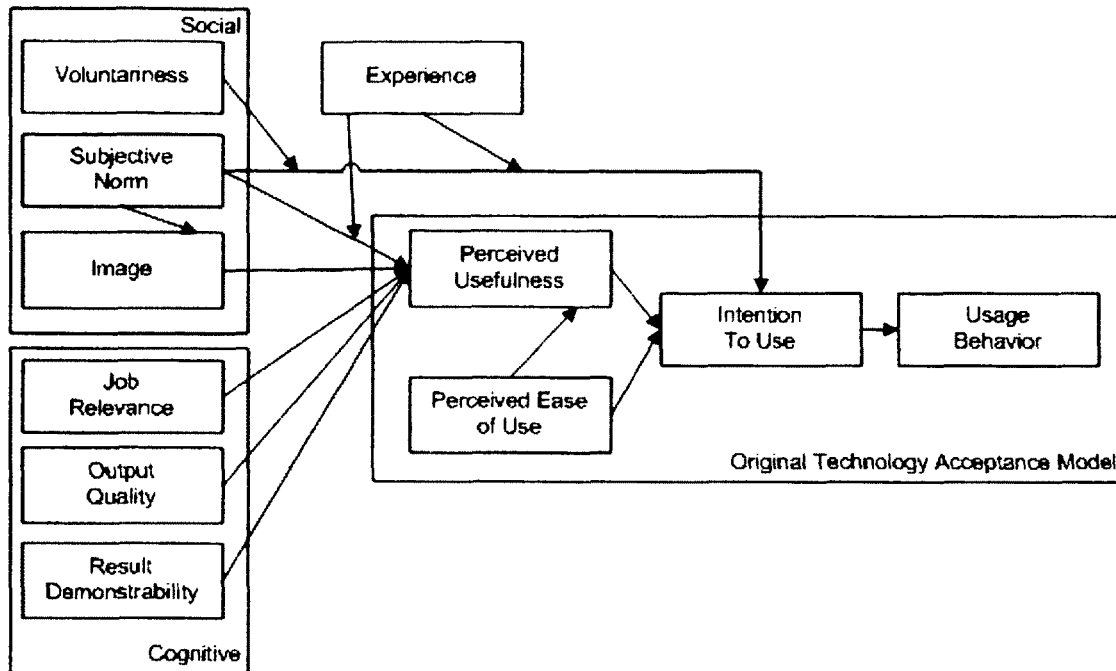 Social
Voluntariness
Experience
Subjective
Norm
Image
Perceived
Usefulness
Intention
To Use
Usage
Behavior
Job
Relevance
Perceived Ease
of Use
Original Technology Acceptance Model
Output
Quality
Result
Demonstrability
Cognitive